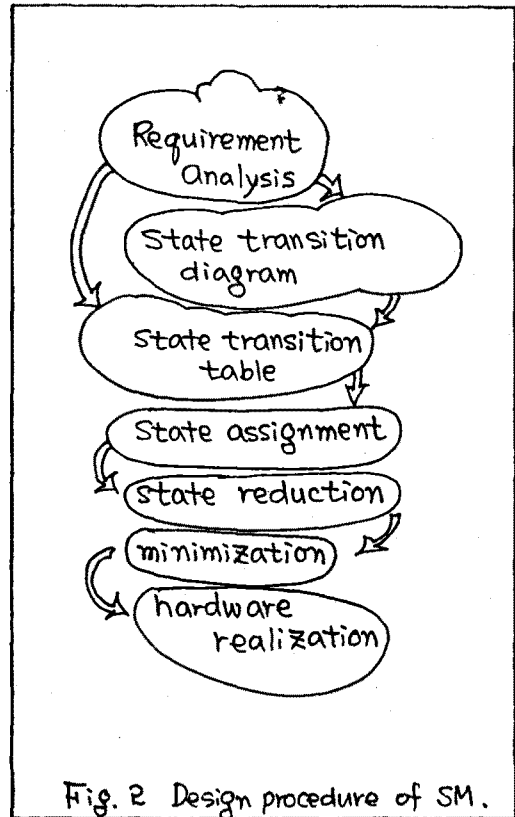 Requirement
Analysis
State transition
diagram
State transition
table
State assignment
state reduction
minimization
hardware
realization
Fig. 2 Design procedure of SM.